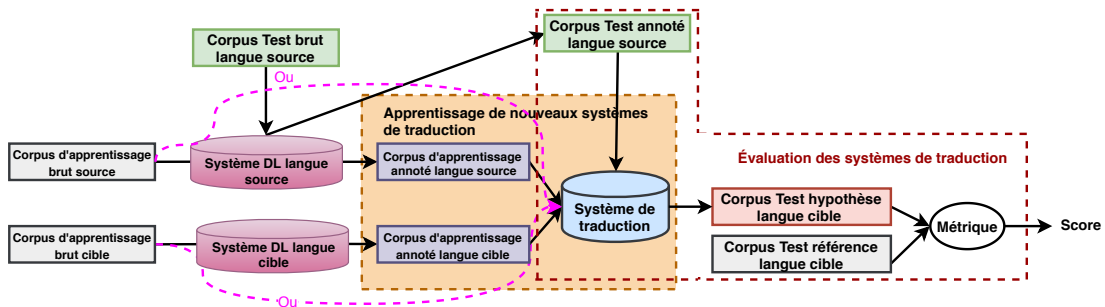 Corpus Test brut
langue source
Corpus Test annoté
langue source
Ou
Apprentissage de nouveaux systèmes
de traduction
Corpus d'apprentissage
brut source
Système DL langue
source
Corpus d'apprentissage
annoté langue source
Évaluation des systèmes de traduction
Corpus Test hypothèse
langue cible
Système de
traduction
Métrique
Score
Corpus d'apprentissage
brut cible
Système DL langue
cible
Corpus d'apprentissage
annoté langue cible
Corpus Test référence
langue cible
Ou